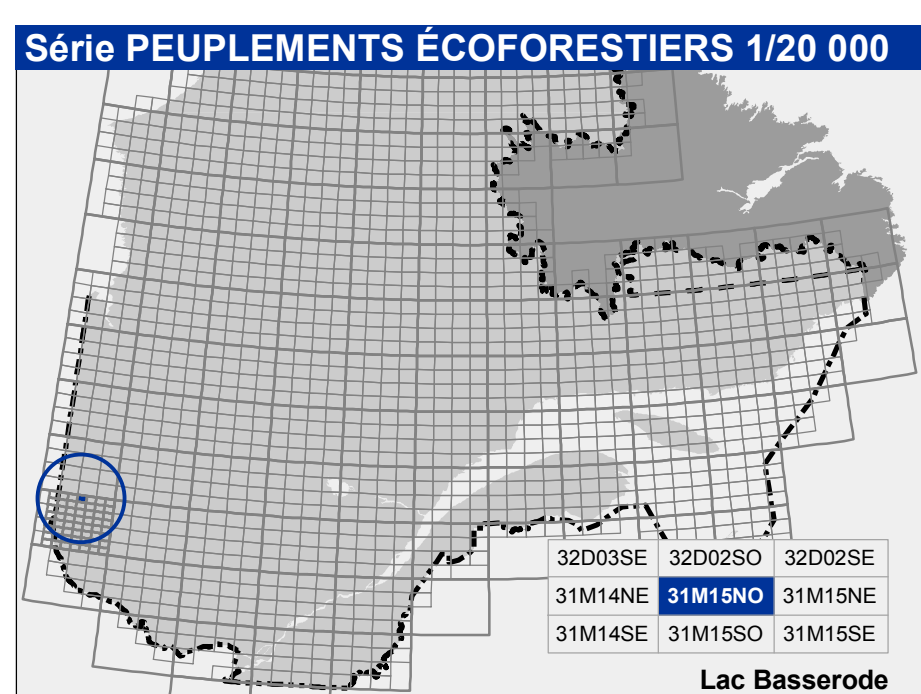 Série PEUPLEMENTS ÉCOFORESTIERS 1/20 000
32D03SE 32D02SO 32D02SE
31M14NE 31M15NO 31M15NE
31M14SE 31M15SO 31M15SE
Lac Basserode